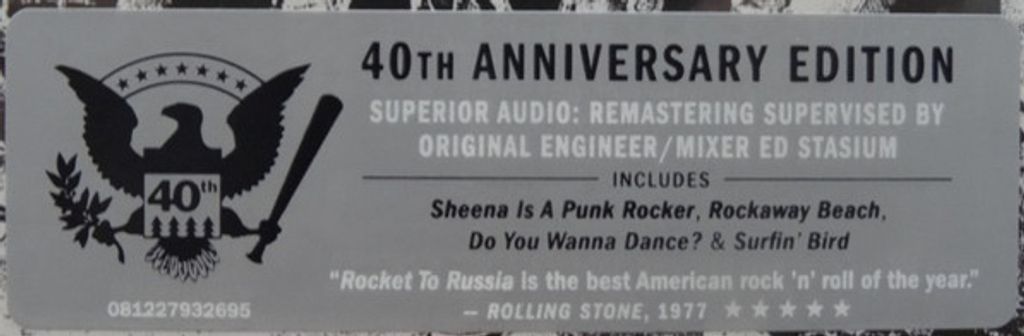 40TH ANNIVERSARY EDITION
SUPERIOR AUDIO: REMASTERING SUPERVISED BY
ORIGINAL ENGINEER/MIXER ED STASIUM
INCLUDES
Sheena Is A Punk Rocker, Rockaway Beach,
Do You Wanna Dance? & Surfin' Bird
"Rocket To Russia is the best American rock 'n' roll of the year."
— ROLLING STONE, 1977 ★★★★★
40th
081227932695